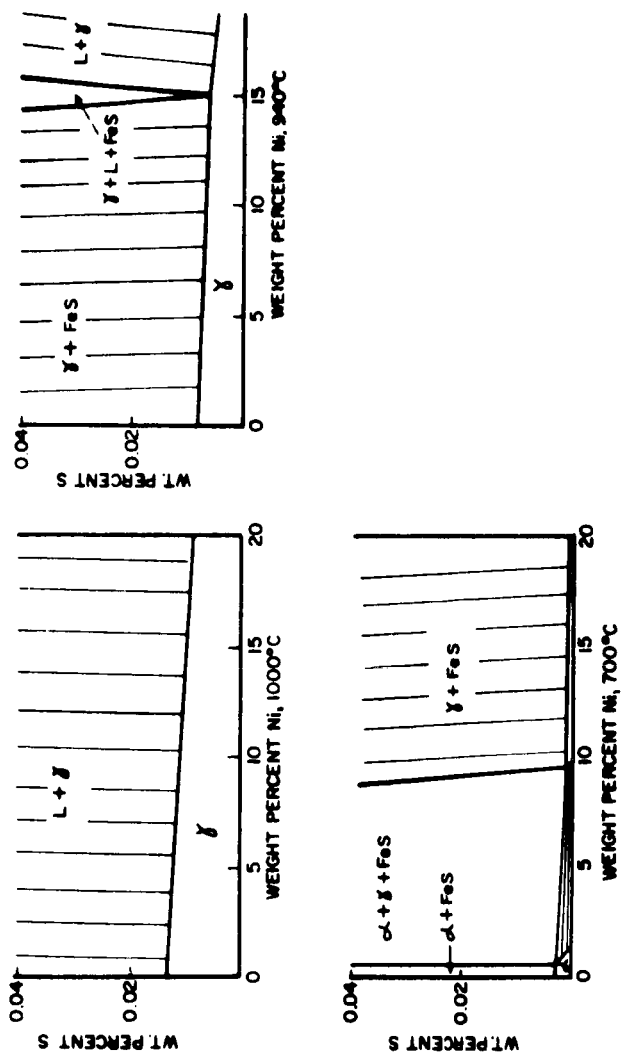 0.04
0.02
WT. PERCENT S
L + γ
γ
0
5
10
15
20
WEIGHT PERCENT Ni, 1000°C
0.04
0.02
WT. PERCENT S
γ + FeS
γ + L + FeS
L + γ
γ
0
5
10
15
WEIGHT PERCENT Ni, 940°C
0.04
0.02
WT. PERCENT S
α + γ + FeS
α + FeS
γ + FeS
0
5
10
15
20
WEIGHT PERCENT Ni, 700°C